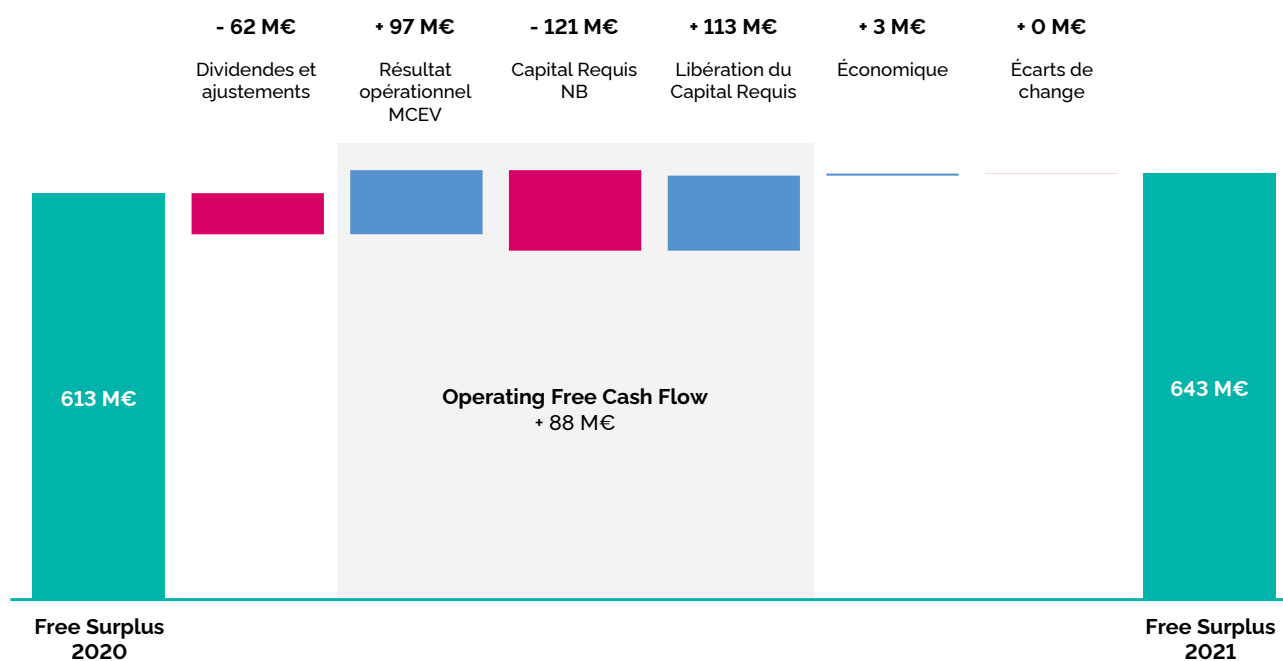 - 62 M€
+ 97 M€
- 121 M€
+ 113 M€
+ 3 M€
+ 0 M€
Dividendes et
ajustements
Résultat
opérationnel
MCEV
Capital Requis
NB
Libération du
Capital Requis
Économique
Écarts de
change
613 M€
Operating Free Cash Flow
+ 88 M€
643 M€
Free Surplus
2020
Free Surplus
2021